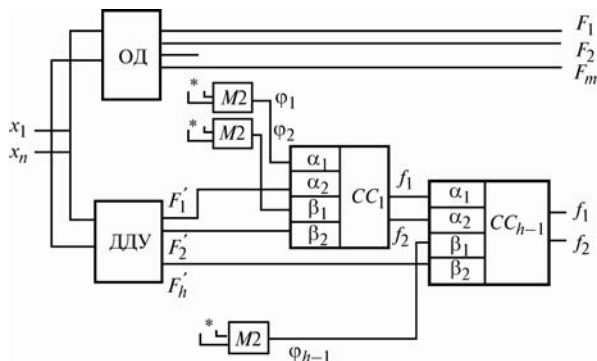 F₁
ОД
F₂
Fₘ
*
M2
φ₁
*
M2
φ₂
x₁
xₙ
α₁
α₂
β₁
β₂
CC₁
f₁
f₂
α₁
α₂
β₁
β₂
CCₕ₋₁
f₁
f₂
ДДУ
F₁′
F₂′
Fₕ′
*
M2
φₕ₋₁